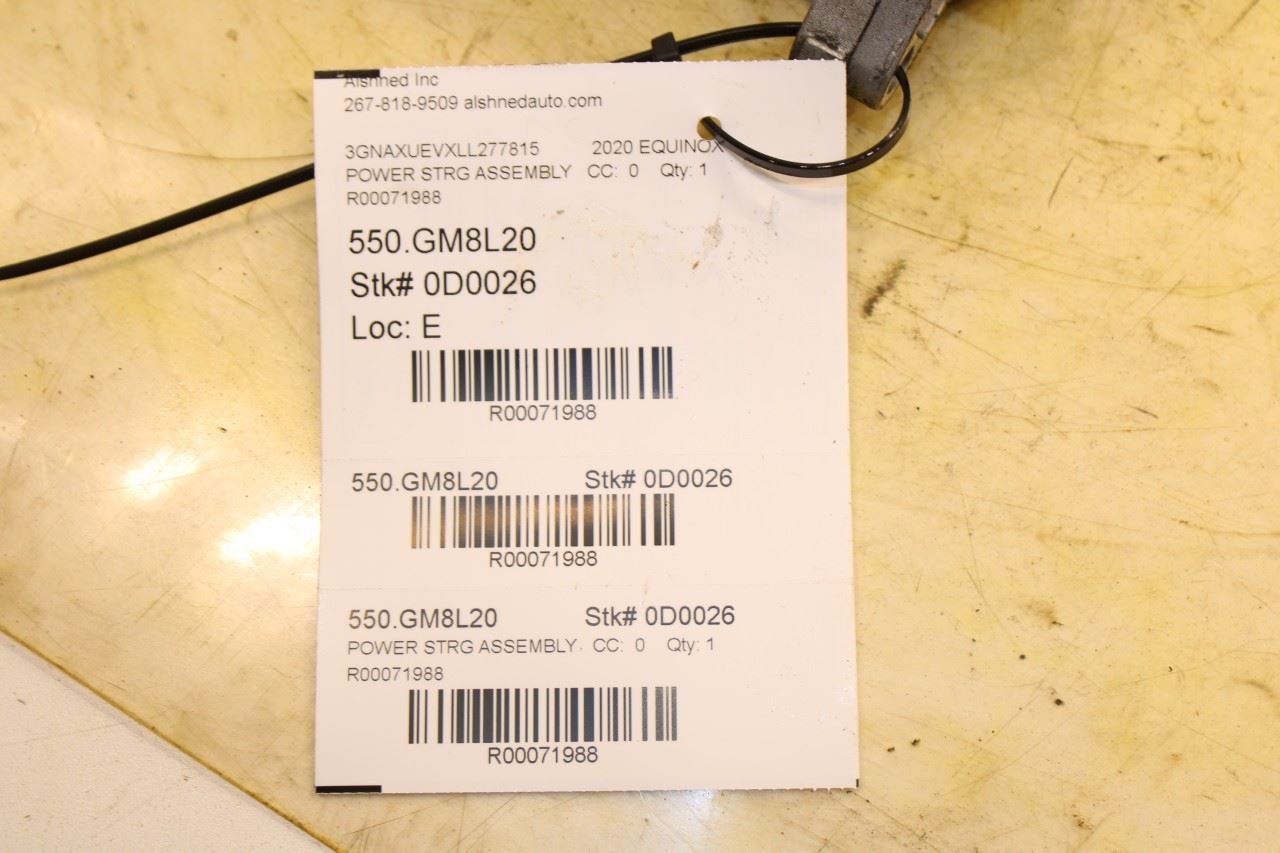 Alshned Inc
267-818-9509 alshnedauto.com
3GNAXUEVXLL277815 2020 EQUINOX
POWER STRG ASSEMBLY CC: 0 Qty: 1
R00071988
550.GM8L20
Stk# 0D0026
Loc: E
R00071988
550.GM8L20 Stk# 0D0026
R00071988
550.GM8L20 Stk# 0D0026
POWER STRG ASSEMBLY CC: 0 Qty: 1
R00071988
R00071988